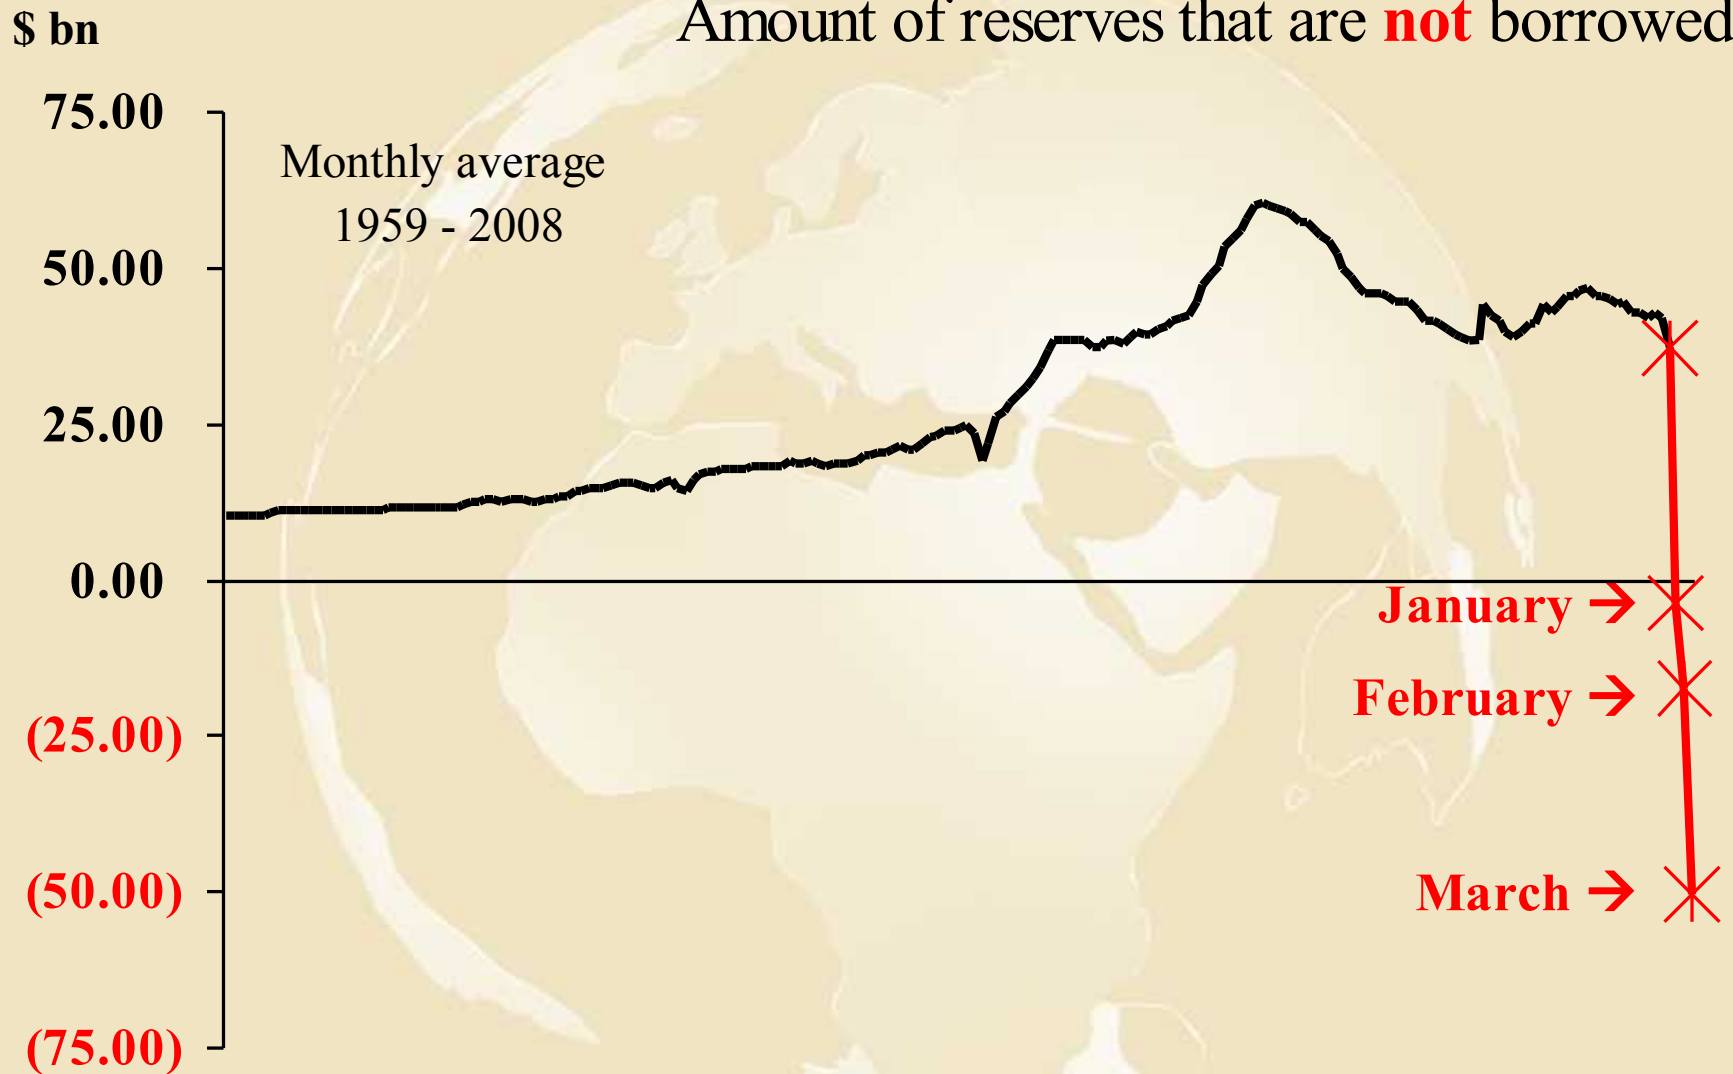 $ bn
Amount of reserves that are not borrowed
75.00
Monthly average
1959 - 2008
50.00
25.00
0.00
January →
February →
(25.00)
(50.00)
March →
(75.00)